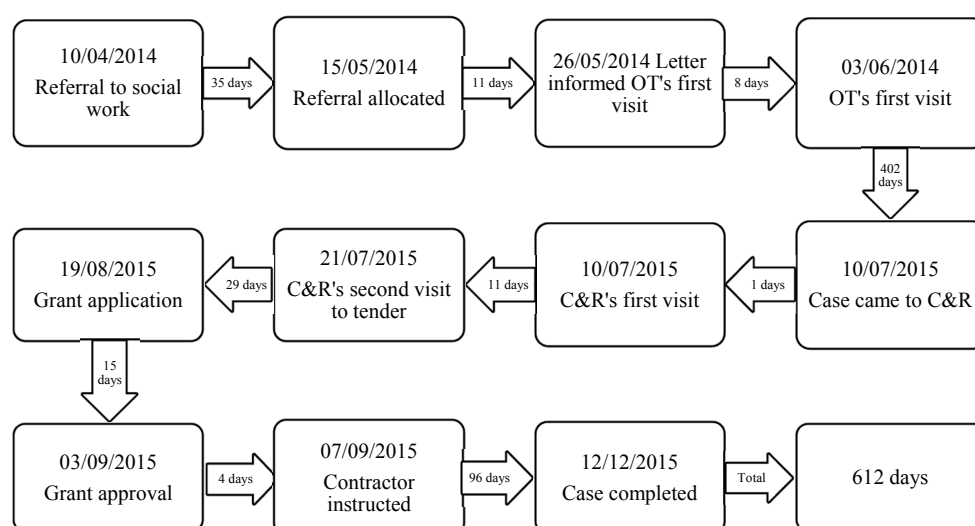 10/04/2014
Referral to social
work
35 days
15/05/2014
Referral allocated
11 days
26/05/2014 Letter
informed OT's first
visit
8 days
03/06/2014
OT's first visit
402
days
10/07/2015
Case came to C&R
1 days
10/07/2015
C&R's first visit
11 days
21/07/2015
C&R's second visit
to tender
29 days
19/08/2015
Grant application
15
days
03/09/2015
Grant approval
4 days
07/09/2015
Contractor
instructed
96 days
12/12/2015
Case completed
Total
612 days